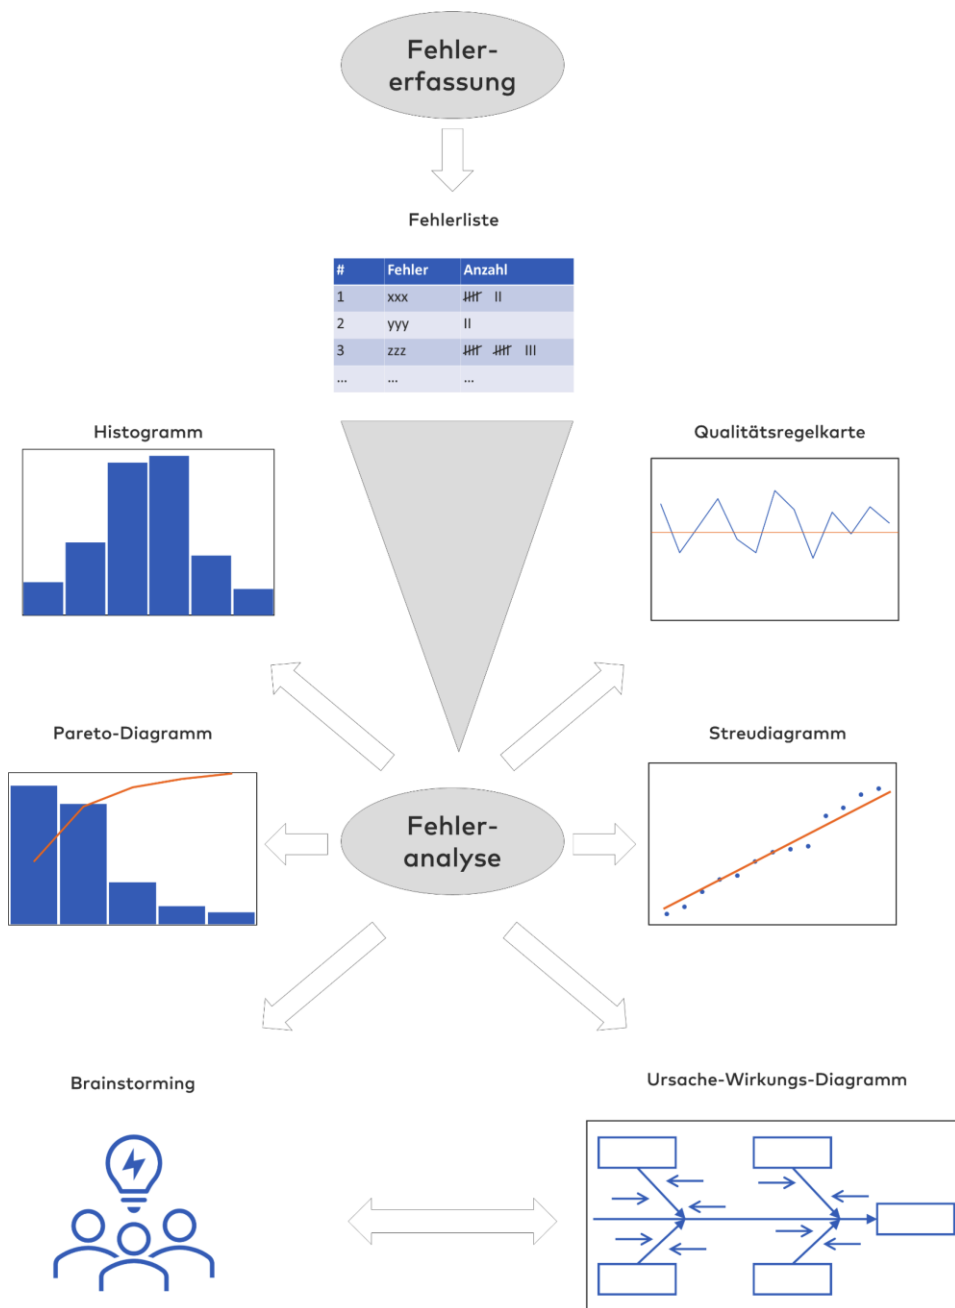 Fehler-
erfassung
Fehlerliste
# Fehler Anzahl
1 xxx
2 yyy
3 zzz
... ... ...
Histogramm
Qualitätsregelkarte
Pareto-Diagramm
Streudiagramm
Fehler-
analyse
Brainstorming
Ursache-Wirkungs-Diagramm